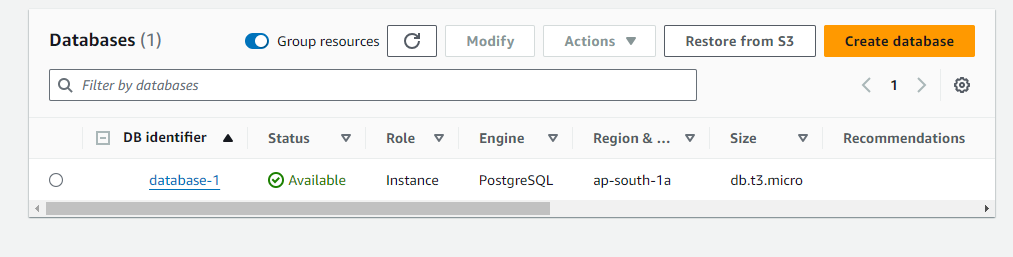 Databases (1) Group resources Modify Actions Restore from S3 Create database
Filter by databases 1
DB identifier Status Role Engine Region & ... Size Recommendations
database-1 Available Instance PostgreSQL ap-south-1a db.t3.micro